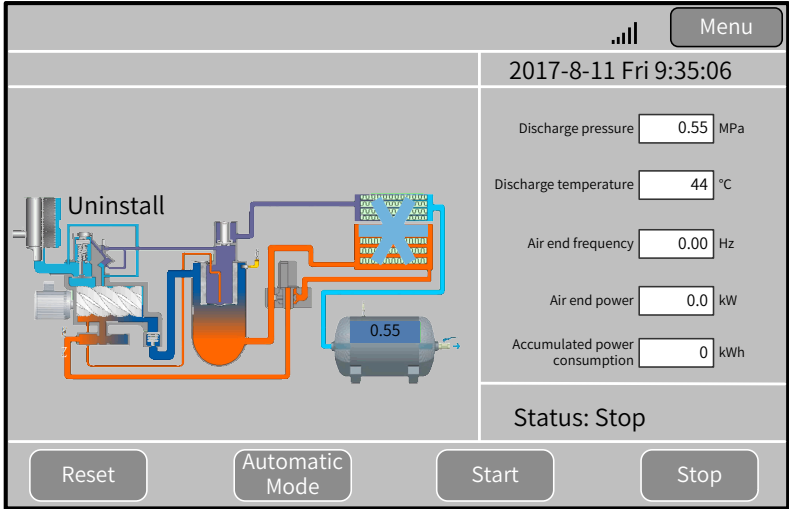 Menu
2017-8-11 Fri 9:35:06
Discharge pressure 0.55 MPa
Discharge temperature 44 °C
Uninstall
Air end frequency 0.00 Hz
Air end power 0.0 kW
0.55
Accumulated power
consumption 0 kWh
Status: Stop
Reset
Automatic
Mode
Start
Stop